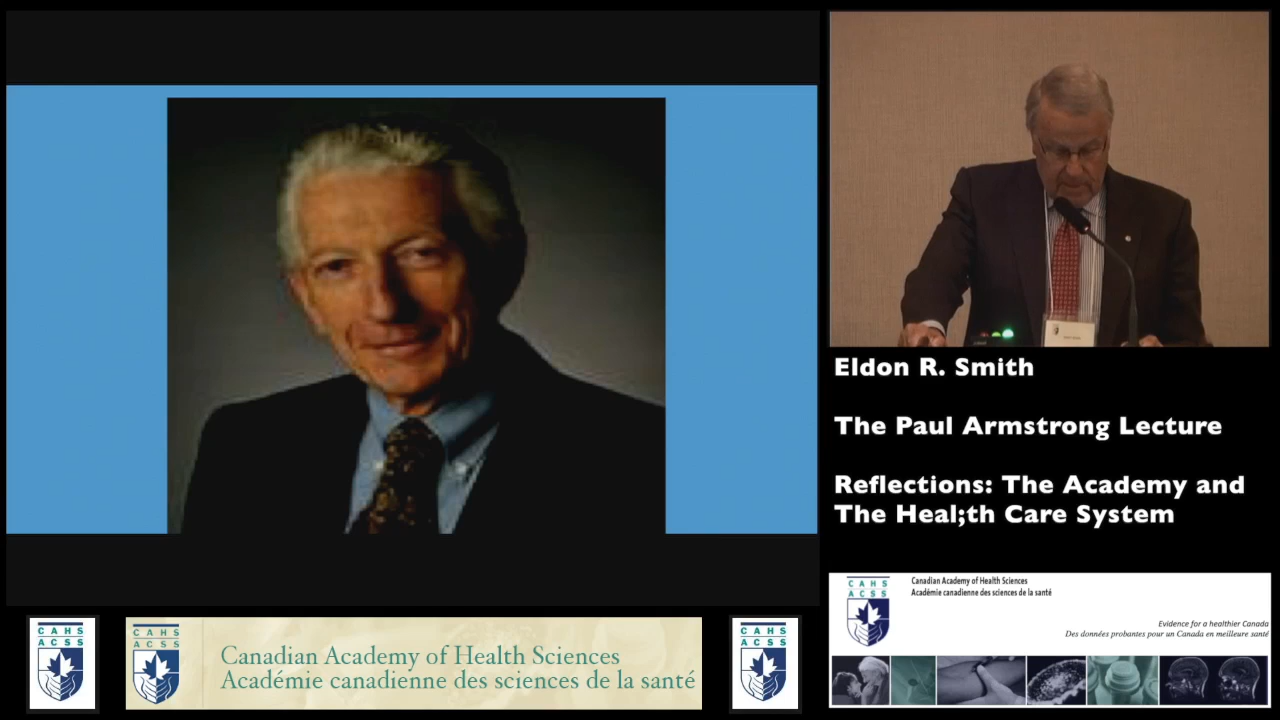 Eldon R. Smith
The Paul Armstrong Lecture
Reflections: The Academy and
The Heal;th Care System
CAHS
ACSS
Canadian Academy of Health Sciences
Académie canadienne des sciences de la santé
Evidence for a healthier Canada
Des données probantes pour un Canada en meilleure santé
CAHS
ACSS
CAHS
ACSS
Canadian Academy of Health Sciences
Académie canadienne des sciences de la santé
CAHS
ACSS